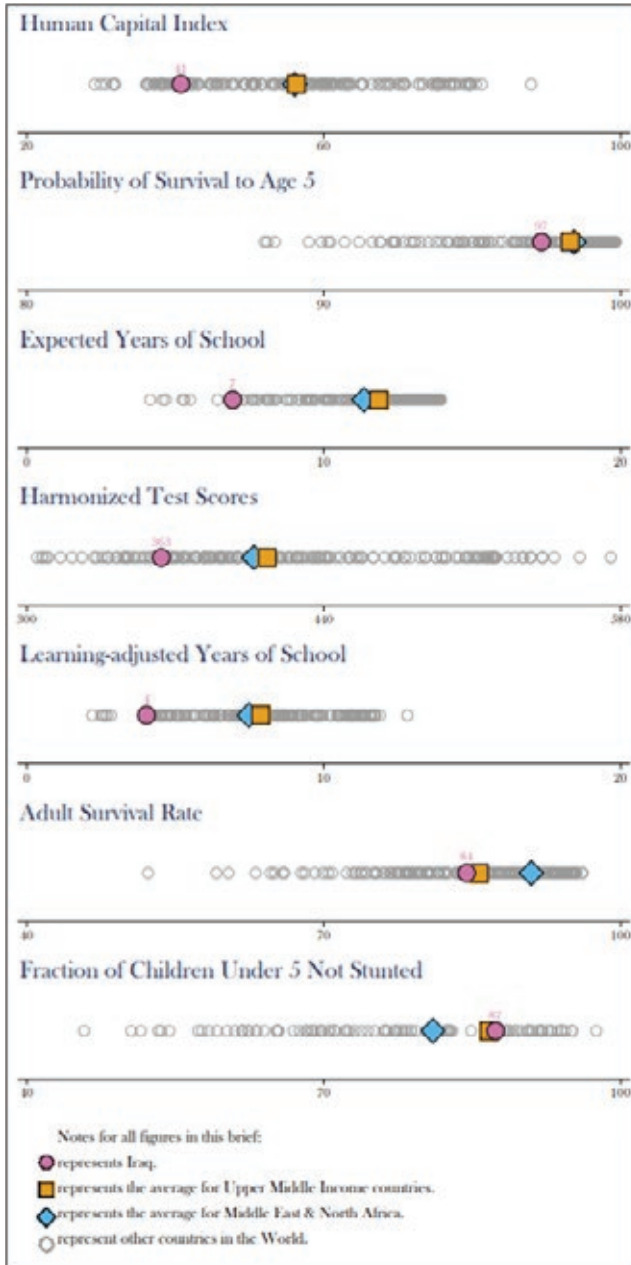 Human Capital Index
41
20 60 100
Probability of Survival to Age 5
97
80 90 100
Expected Years of School
7
0 10 20
Harmonized Test Scores
363
300 440 580
Learning-adjusted Years of School
0 10 20
Adult Survival Rate
84
40 70 100
Fraction of Children Under 5 Not Stunted
87
40 70 100
Notes for all figures in this brief:
represents Iraq.
represents the average for Upper Middle Income countries.
represents the average for Middle East & North Africa.
represent other countries in the World.